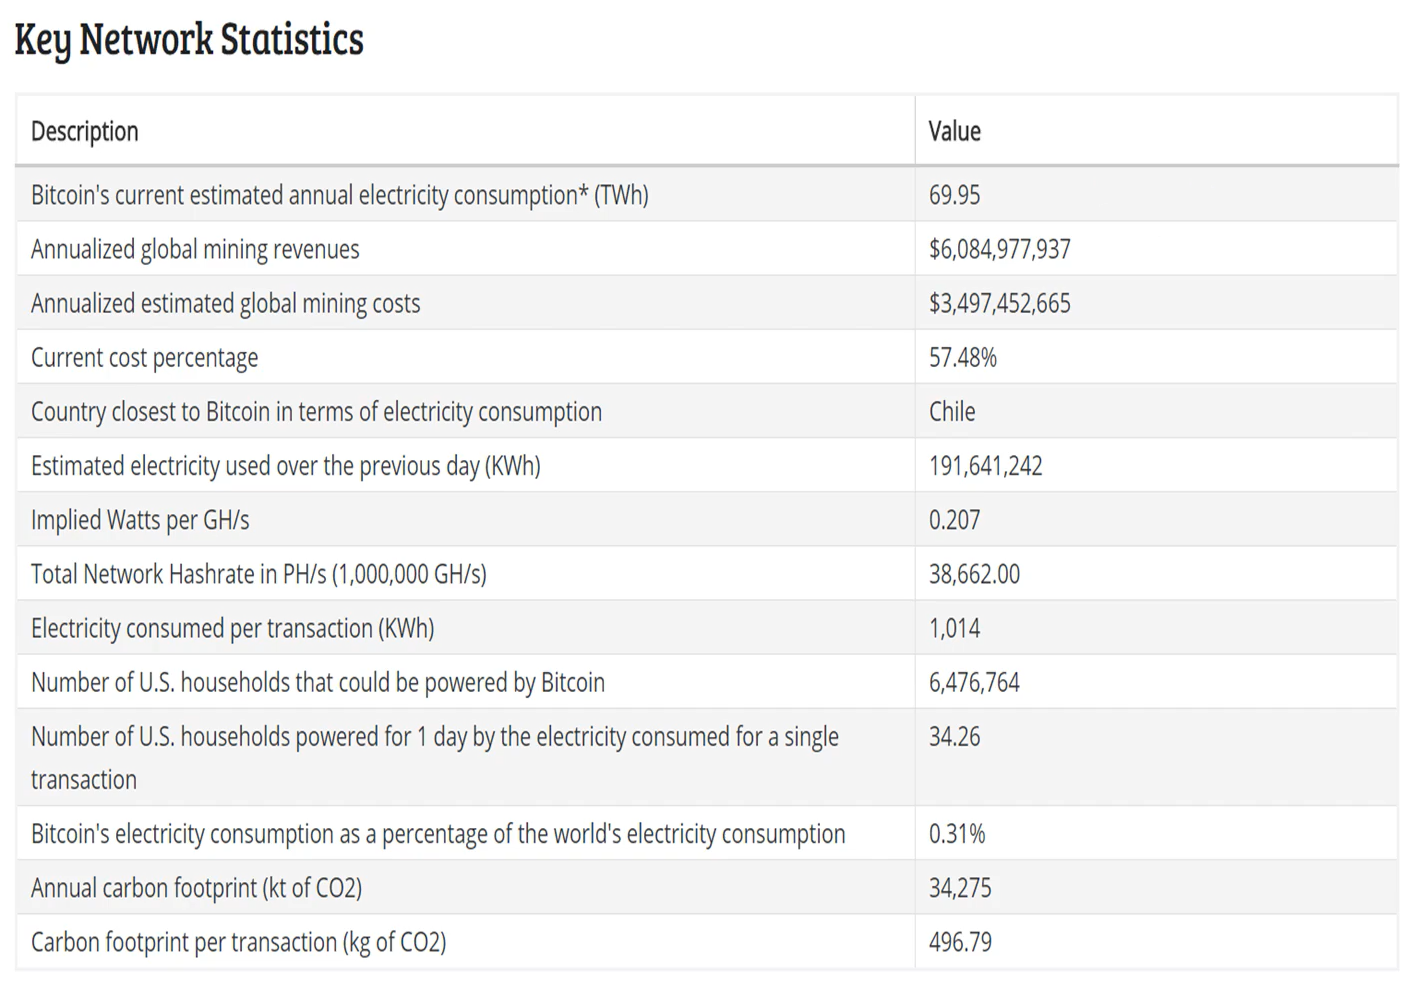 Key Network Statistics
Description Value
Bitcoin's current estimated annual electricity consumption* (TWh) 69.95
Annualized global mining revenues $6,084,977,937
Annualized estimated global mining costs $3,497,452,665
Current cost percentage 57.48%
Country closest to Bitcoin in terms of electricity consumption Chile
Estimated electricity used over the previous day (KWh) 191,641,242
Implied Watts per GH/s 0.207
Total Network Hashrate in PH/s (1,000,000 GH/s) 38,662.00
Electricity consumed per transaction (KWh) 1,014
Number of U.S. households that could be powered by Bitcoin 6,476,764
Number of U.S. households powered for 1 day by the electricity consumed for a single 34.26
transaction
Bitcoin's electricity consumption as a percentage of the world's electricity consumption 0.31%
Annual carbon footprint (kt of CO2) 34,275
Carbon footprint per transaction (kg of CO2) 496.79